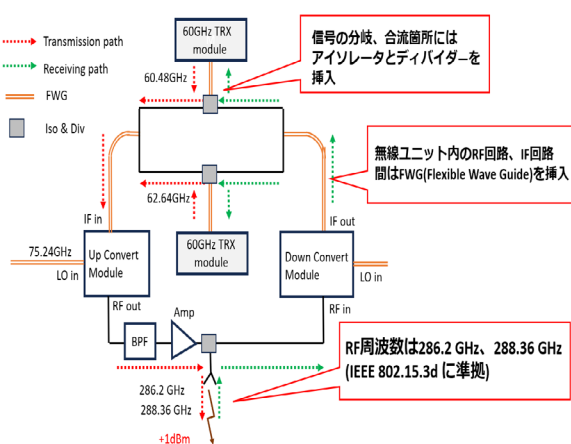 Transmission path
Receiving path
FWG
Iso & Div
60GHz TRX
module
60.48GHz
信号の分岐、合流箇所には
アイソレータとディバイダーを
挿入
無線ユニット内のRF回路、IF回路
間はFWG(Flexible Wave Guide)を挿入
62.64GHz
60GHz TRX
module
IF in
IF out
75.24GHz
LO in
Up Convert
Module
Down Convert
Module
LO in
RF out
RF in
Amp
BPF
RF周波数は286.2 GHz、288.36 GHz
(IEEE 802.15.3d に準拠)
286.2 GHz
288.36 GHz
+1dBm